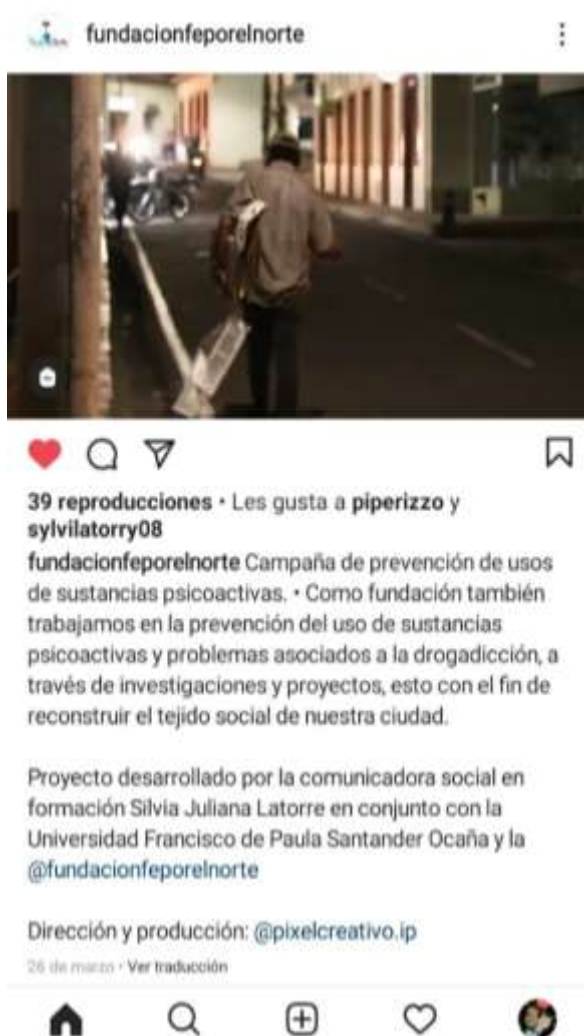 fundacionfeporelnorte
39 reproducciones • Les gusta a piperizzo y
sylvilatorry08
fundacionfeporelnorte Campaña de prevención de usos
de sustancias psicoactivas. • Como fundación también
trabajamos en la prevención del uso de sustancias
psicoactivas y problemas asociados a la drogadicción, a
través de investigaciones y proyectos, esto con el fin de
reconstruir el tejido social de nuestra ciudad.
Proyecto desarrollado por la comunicadora social en
formación Silvia Juliana Latorre en conjunto con la
Universidad Francisco de Paula Santander Ocaña y la
@fundacionfeporelnorte
Dirección y producción: @pixelcreativo.ip
26 de marzo • Ver traducción